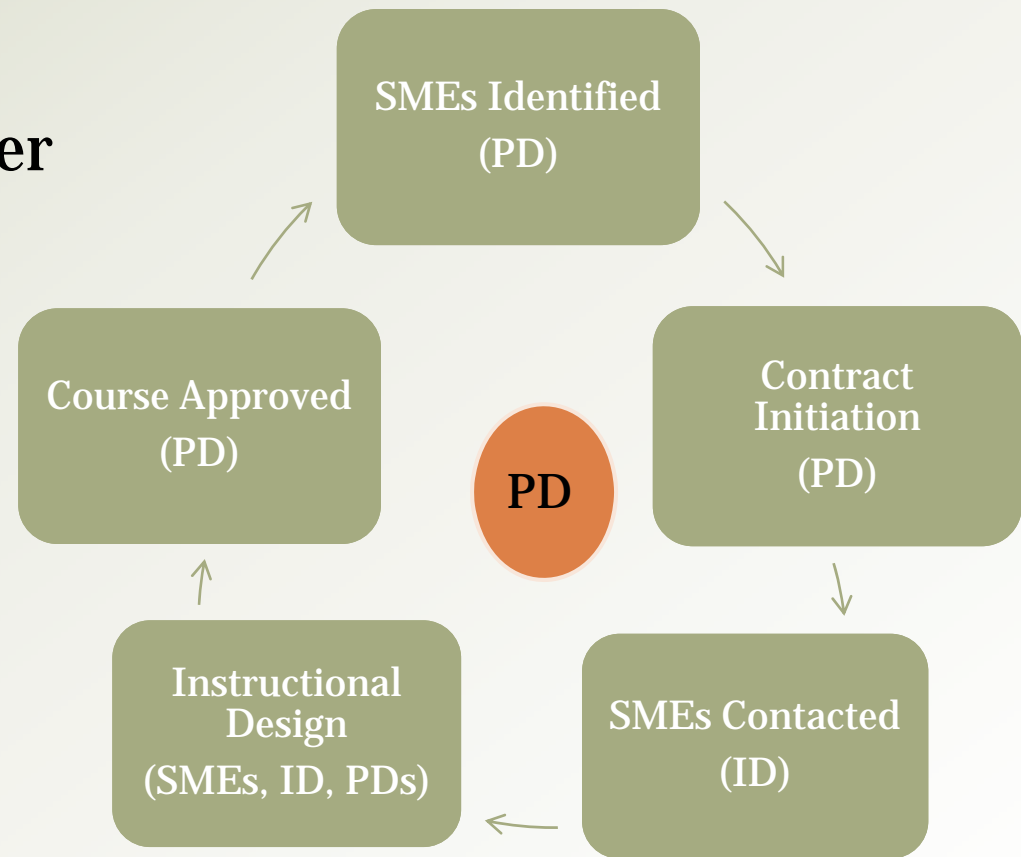 SMEs Identified
(PD)
er
Contract
Initiation
(PD)
SMEs Contacted
(ID)
Instructional
Design
(SMEs, ID, PDs)
Course Approved
(PD)
PD